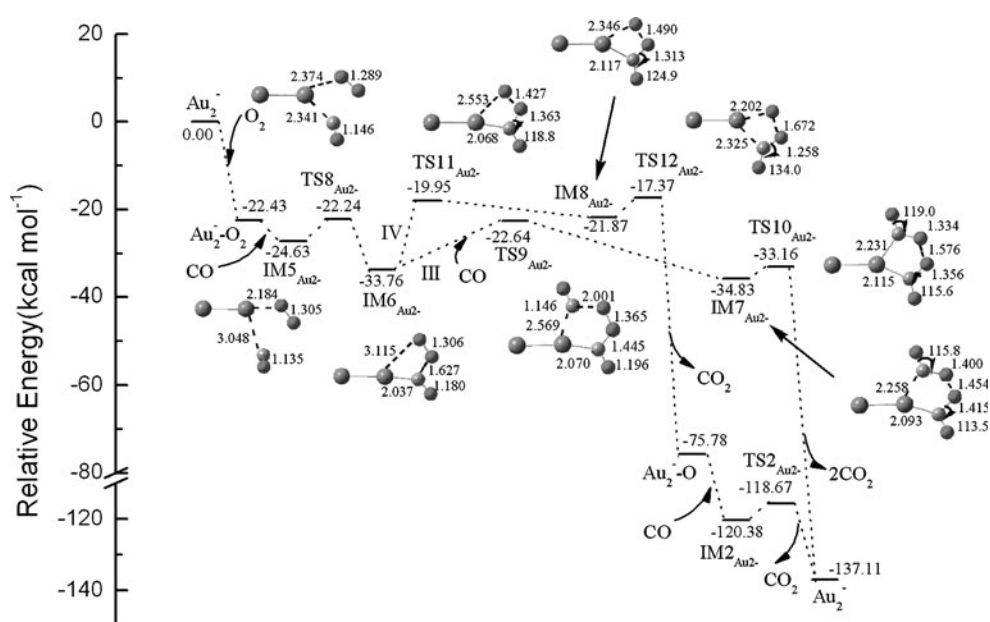 Relative Energy(kcal mol⁻¹)
20
0
-20
-40
-60
-80
-120
-140
Au₂⁻
0.00
O₂
-22.43
Au₂⁻-O₂
CO
-24.63
IM5Au2-
TS8Au2-
-22.24
-33.76
IM6Au2-
IV
III
CO
TS11Au2-
-19.95
-22.64
TS9Au2-
IM8Au2-
-21.87
TS12Au2-
-17.37
TS10Au2-
-33.16
-34.83
IM7Au2-
CO₂
2CO₂
-75.78
Au₂⁻-O
CO
TS2Au2-
-118.67
-120.38
IM2Au2-
CO₂
-137.11
Au₂⁻
2.374
1.289
2.341
1.146
2.184
1.305
3.048
1.135
3.115
1.306
1.627
2.037
1.180
2.553
1.427
1.363
2.068
118.8
1.146
2.001
2.569
1.365
1.445
2.070
1.196
2.346
1.490
1.313
2.117
124.9
2.202
1.672
2.325
1.258
134.0
119.0
1.334
2.231
1.576
1.356
2.115
115.6
115.8
1.400
2.258
1.454
1.415
2.093
113.5